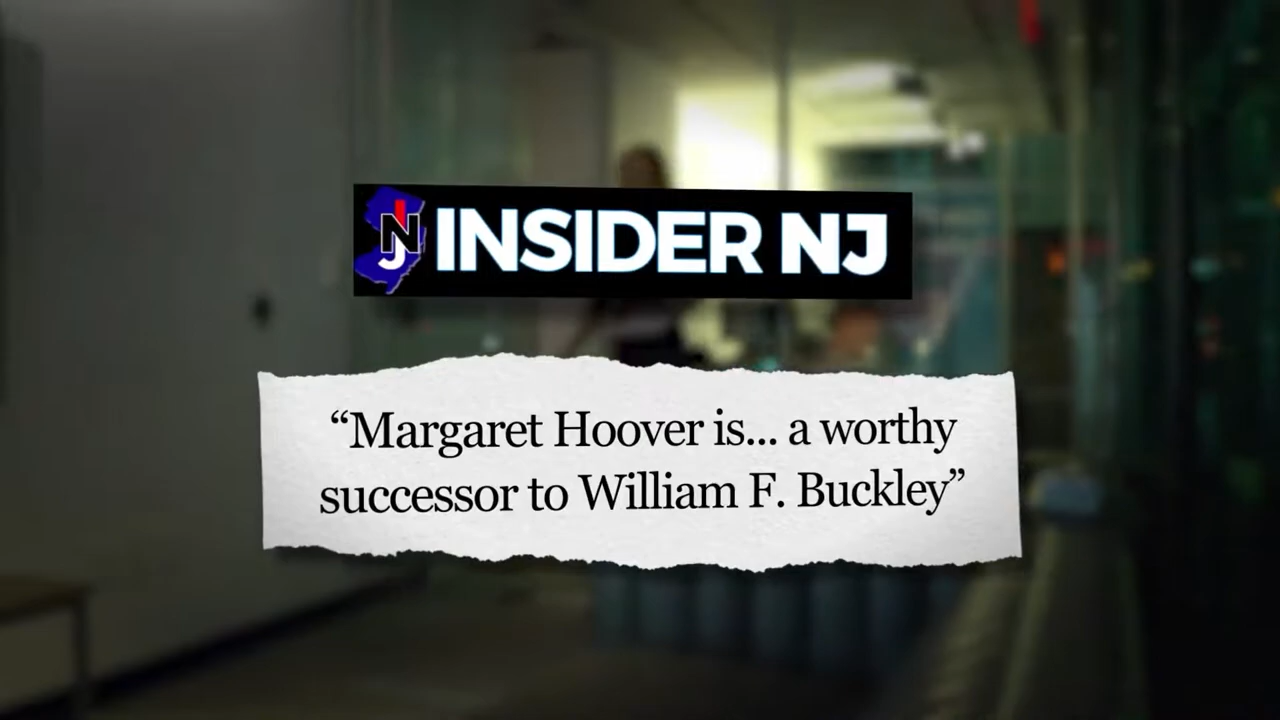 NJ INSIDER NJ
“Margaret Hoover is... a worthy
successor to William F. Buckley”